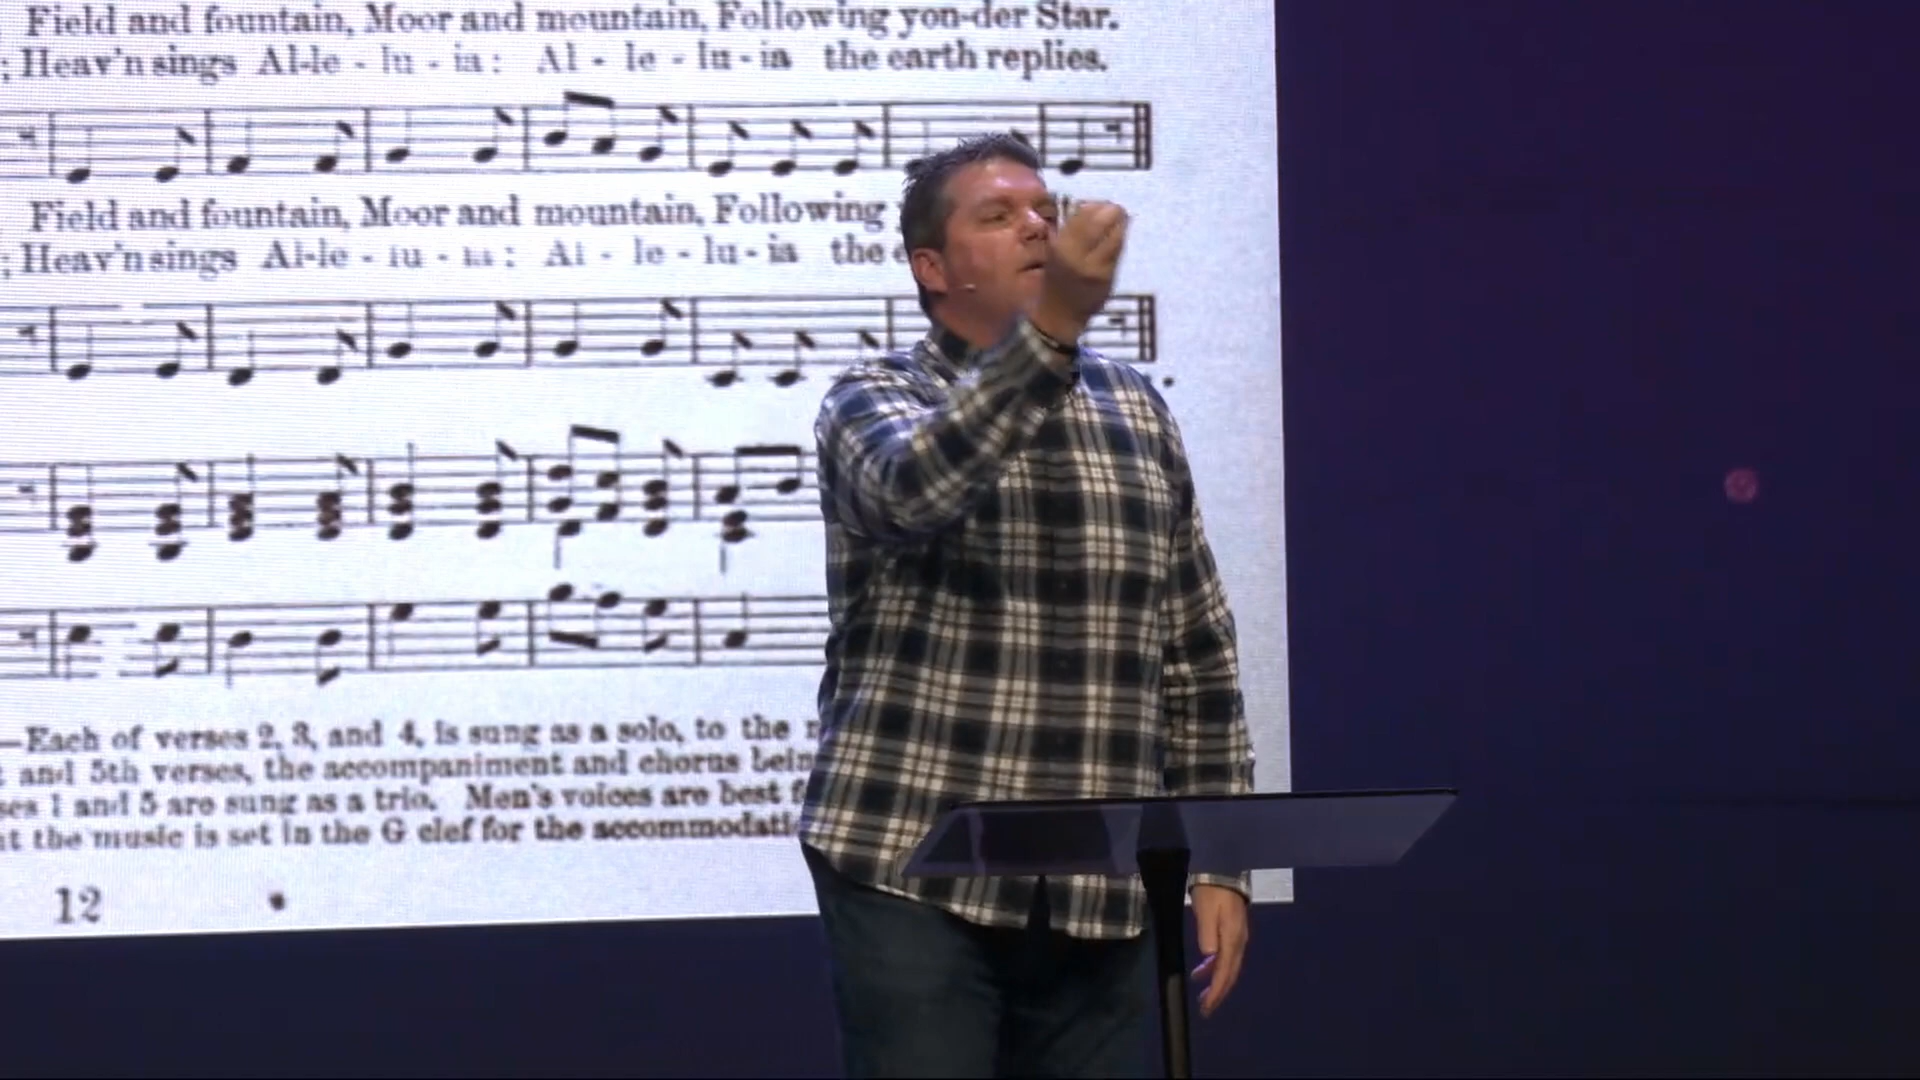 Field and fountain, Moor and mountain, Following yon-der Star.
; Heav'n sings Al-le - lu - ia : Al - le - lu - ia the earth replies.
Field and fountain, Moor and mountain, Following
; Heav'n sings Al-le - lu - ia : Al - le - lu - ia the
—Each of verses 2, 3, and 4, is sung as a solo, to the
and 5th verses, the accompaniment and chorus
1 and 5 are sung as a trio. Men's voices are best
the music is set in the G clef for the
12